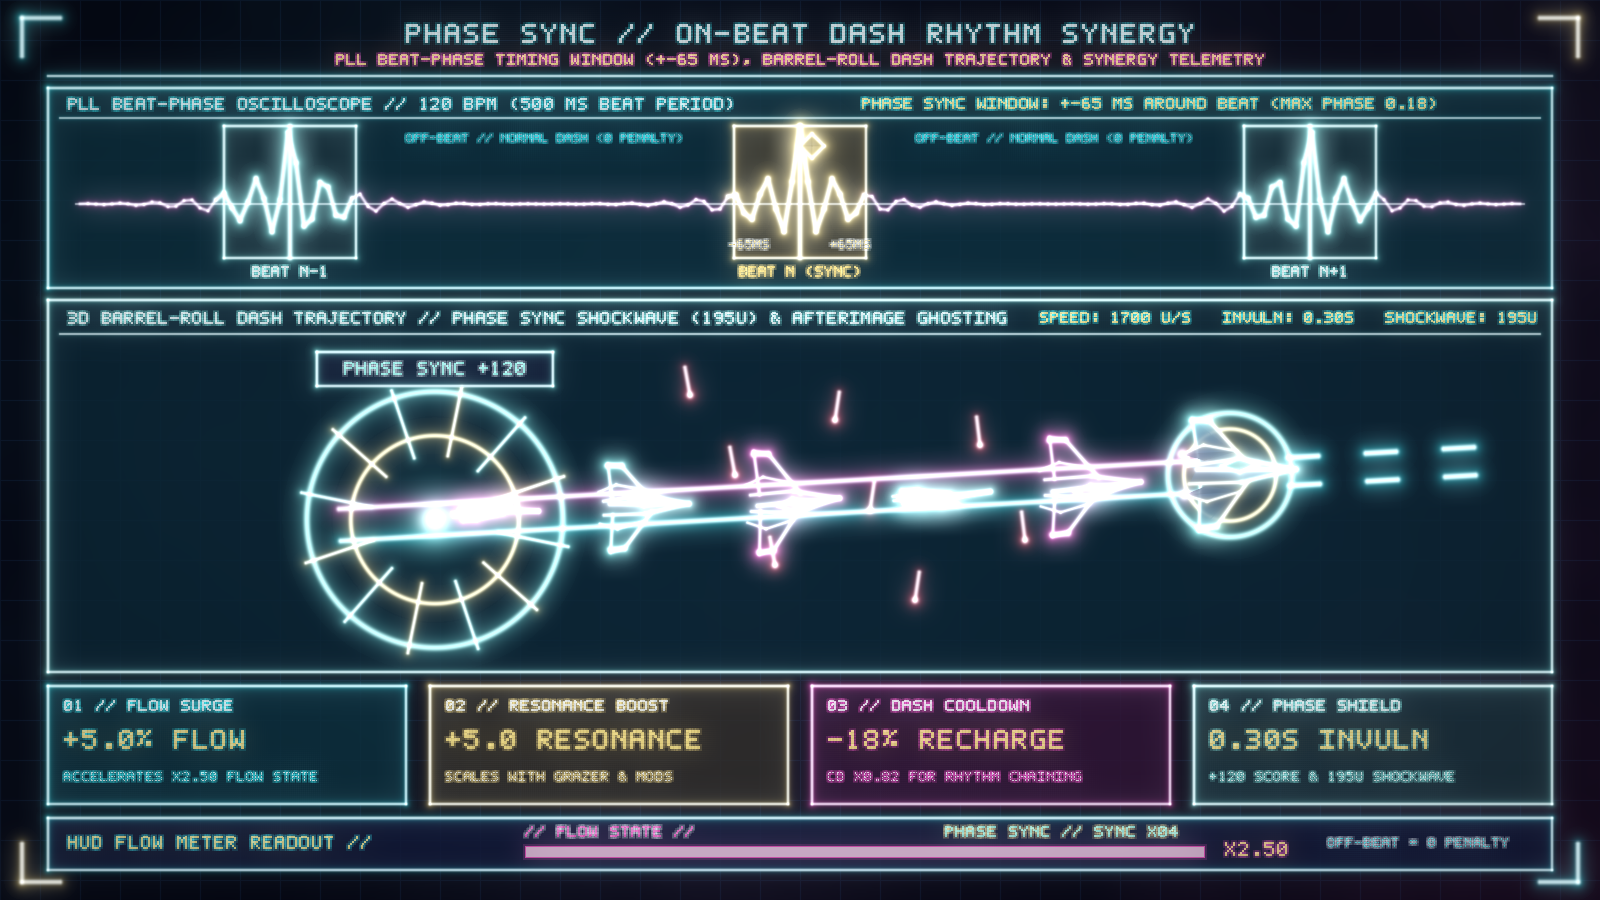 PHASE SYNC // ON-BEAT DASH RHYTHM SYNERGY
PLL BEAT-PHASE TIMING WINDOW (+-65 MS), BARREL-ROLL DASH TRAJECTORY & SYNERGY TELEMETRY
PLL BEAT-PHASE OSCILLOSCOPE // 120 BPM (500 MS BEAT PERIOD)
PHASE SYNC WINDOW: +-65 MS AROUND BEAT (MAX PHASE 0.18)
OFF-BEAT // NORMAL DASH (0 PENALTY)
OFF-BEAT // NORMAL DASH (0 PENALTY)
-65MS
+65MS
BEAT N-1
BEAT N (SYNC)
BEAT N+1
3D BARREL-ROLL DASH TRAJECTORY // PHASE SYNC SHOCKWAVE (195U) & AFTERIMAGE GHOSTING
SPEED: 1700 U/S
INVULN: 0.30S
SHOCKWAVE: 195U
PHASE SYNC +120
01 // FLOW SURGE
+5.0% FLOW
ACCELERATES X2.50 FLOW STATE
02 // RESONANCE BOOST
+5.0 RESONANCE
SCALES WITH GRAZER & MODS
03 // DASH COOLDOWN
-18% RECHARGE
CD X0.82 FOR RHYTHM CHAINING
04 // PHASE SHIELD
0.30S INVULN
+120 SCORE & 195U SHOCKWAVE
HUD FLOW METER READOUT //
// FLOW STATE //
PHASE SYNC // SYNC X04
X2.50
OFF-BEAT = 0 PENALTY